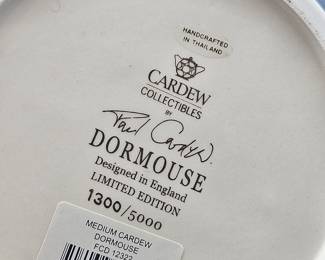 HANDCRAFTED
IN THAILAND
CARDEW
COLLECTIBLES
BY
Paul Cardew.
DORMOUSE
Designed in England
LIMITED EDITION
1300/5000
MEDIUM CARDEW
DORMOUSE
FCD 12322